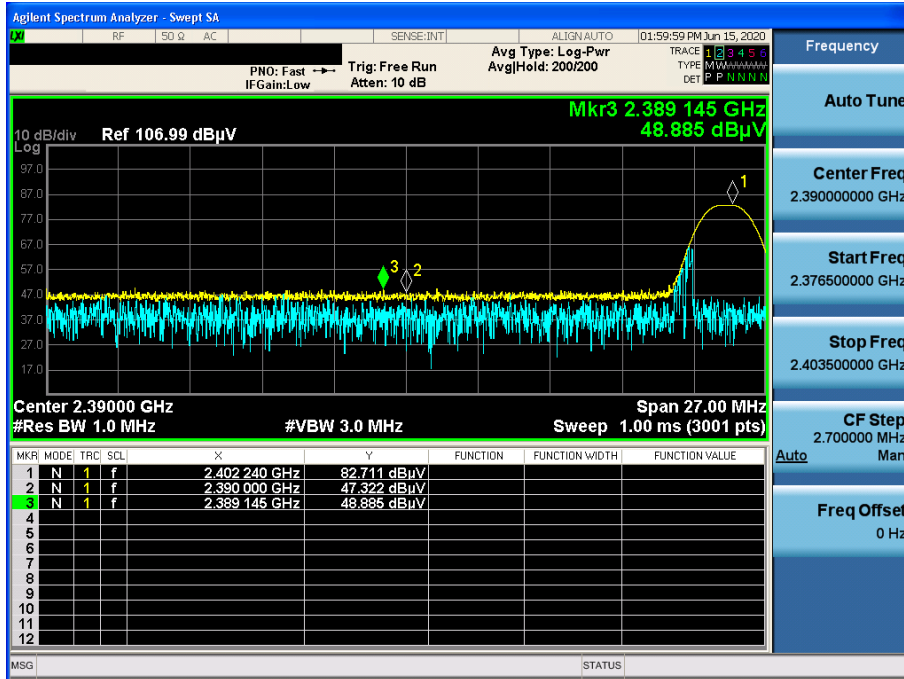 Agilent Spectrum Analyzer - Swept SA
LXI RF 50 Ω AC SENSE:INT ALIGN AUTO 01:59:59 PM Jun 15, 2020
PNO: Fast
IFGain:Low
Trig: Free Run
Atten: 10 dB
Avg Type: Log-Pwr
Avg|Hold: 200/200
TRACE 1 2 3 4 5 6
TYPE M W W W W W
DET P P N N N N
Mkr3 2.389 145 GHz
48.885 dBµV
10 dB/div Ref 106.99 dBµV
Log
97.0
87.0
77.0
67.0
57.0
47.0
37.0
27.0
17.0
1
3
2
Center 2.39000 GHz Span 27.00 MHz
#Res BW 1.0 MHz #VBW 3.0 MHz Sweep 1.00 ms (3001 pts)
MKR MODE TRC SCL X Y FUNCTION FUNCTION WIDTH FUNCTION VALUE
1 N 1 f 2.402 240 GHz 82.711 dBµV
2 N 1 f 2.390 000 GHz 47.322 dBµV
3 N 1 f 2.389 145 GHz 48.885 dBµV
4
5
6
7
8
9
10
11
12
MSG STATUS
Frequency
Auto Tune
Center Freq
2.390000000 GHz
Start Freq
2.376500000 GHz
Stop Freq
2.403500000 GHz
CF Step
2.700000 MHz
Auto Man
Freq Offset
0 Hz